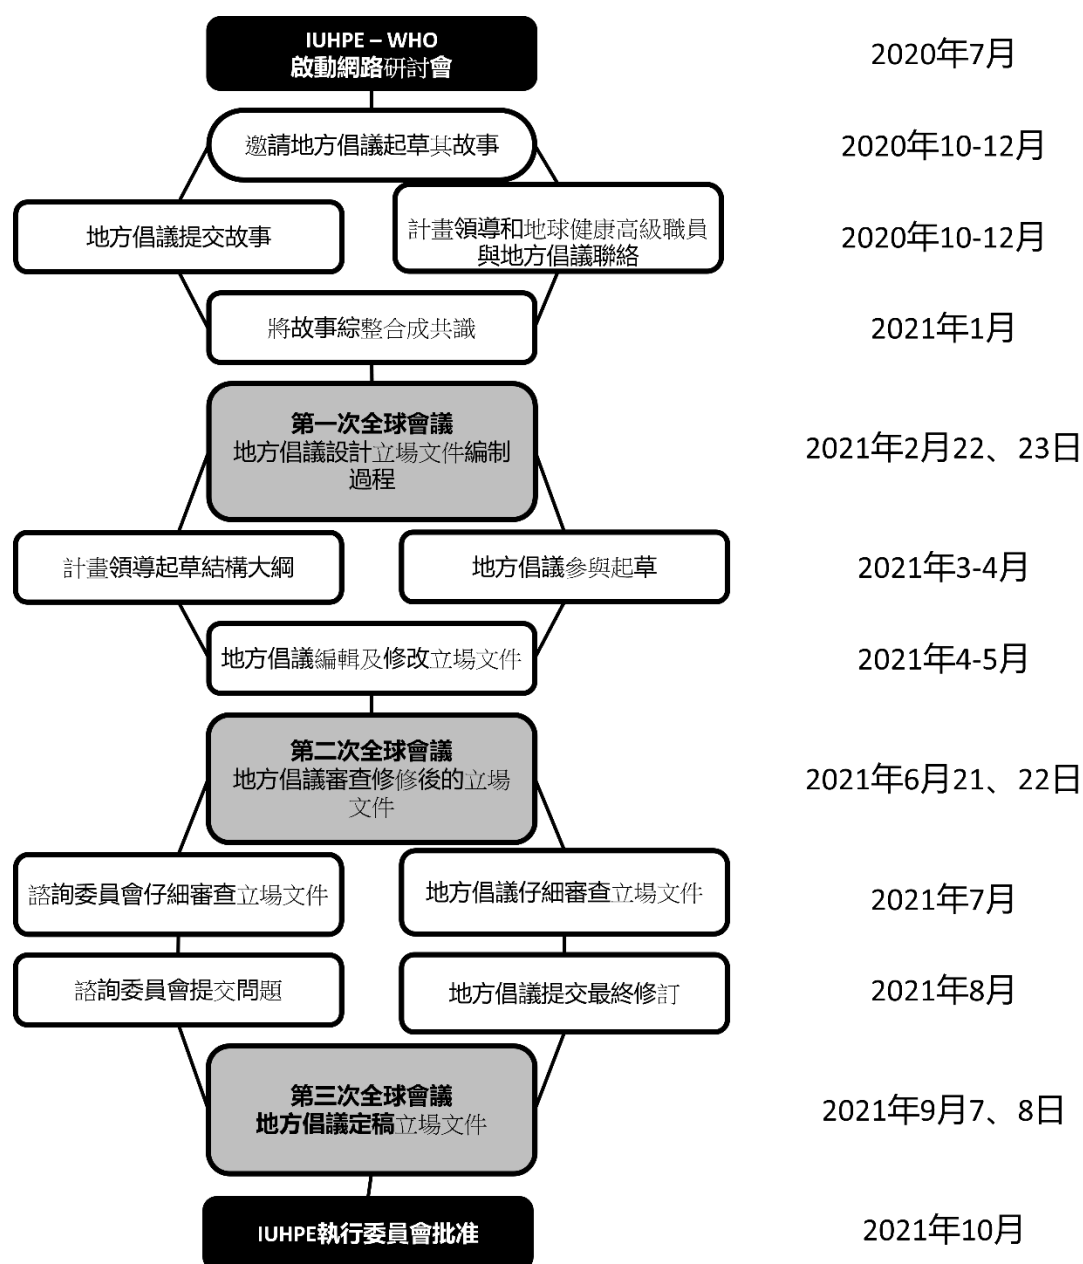 IUHPE – WHO
啟動網路研討會
2020年7月
邀請地方倡議起草其故事
2020年10-12月
地方倡議提交故事
計畫領導和地球健康高級職員
與地方倡議聯絡
2020年10-12月
將故事綜整合成共識
2021年1月
第一次全球會議
地方倡議設計立場文件編制
過程
2021年2月22、23日
計畫領導起草結構大綱
地方倡議參與起草
2021年3-4月
地方倡議編輯及修改立場文件
2021年4-5月
第二次全球會議
地方倡議審查修修後的立場
文件
2021年6月21、22日
諮詢委員會仔細審查立場文件
地方倡議仔細審查立場文件
2021年7月
諮詢委員會提交問題
地方倡議提交最終修訂
2021年8月
第三次全球會議
地方倡議定稿立場文件
2021年9月7、8日
IUHPE執行委員會批准
2021年10月